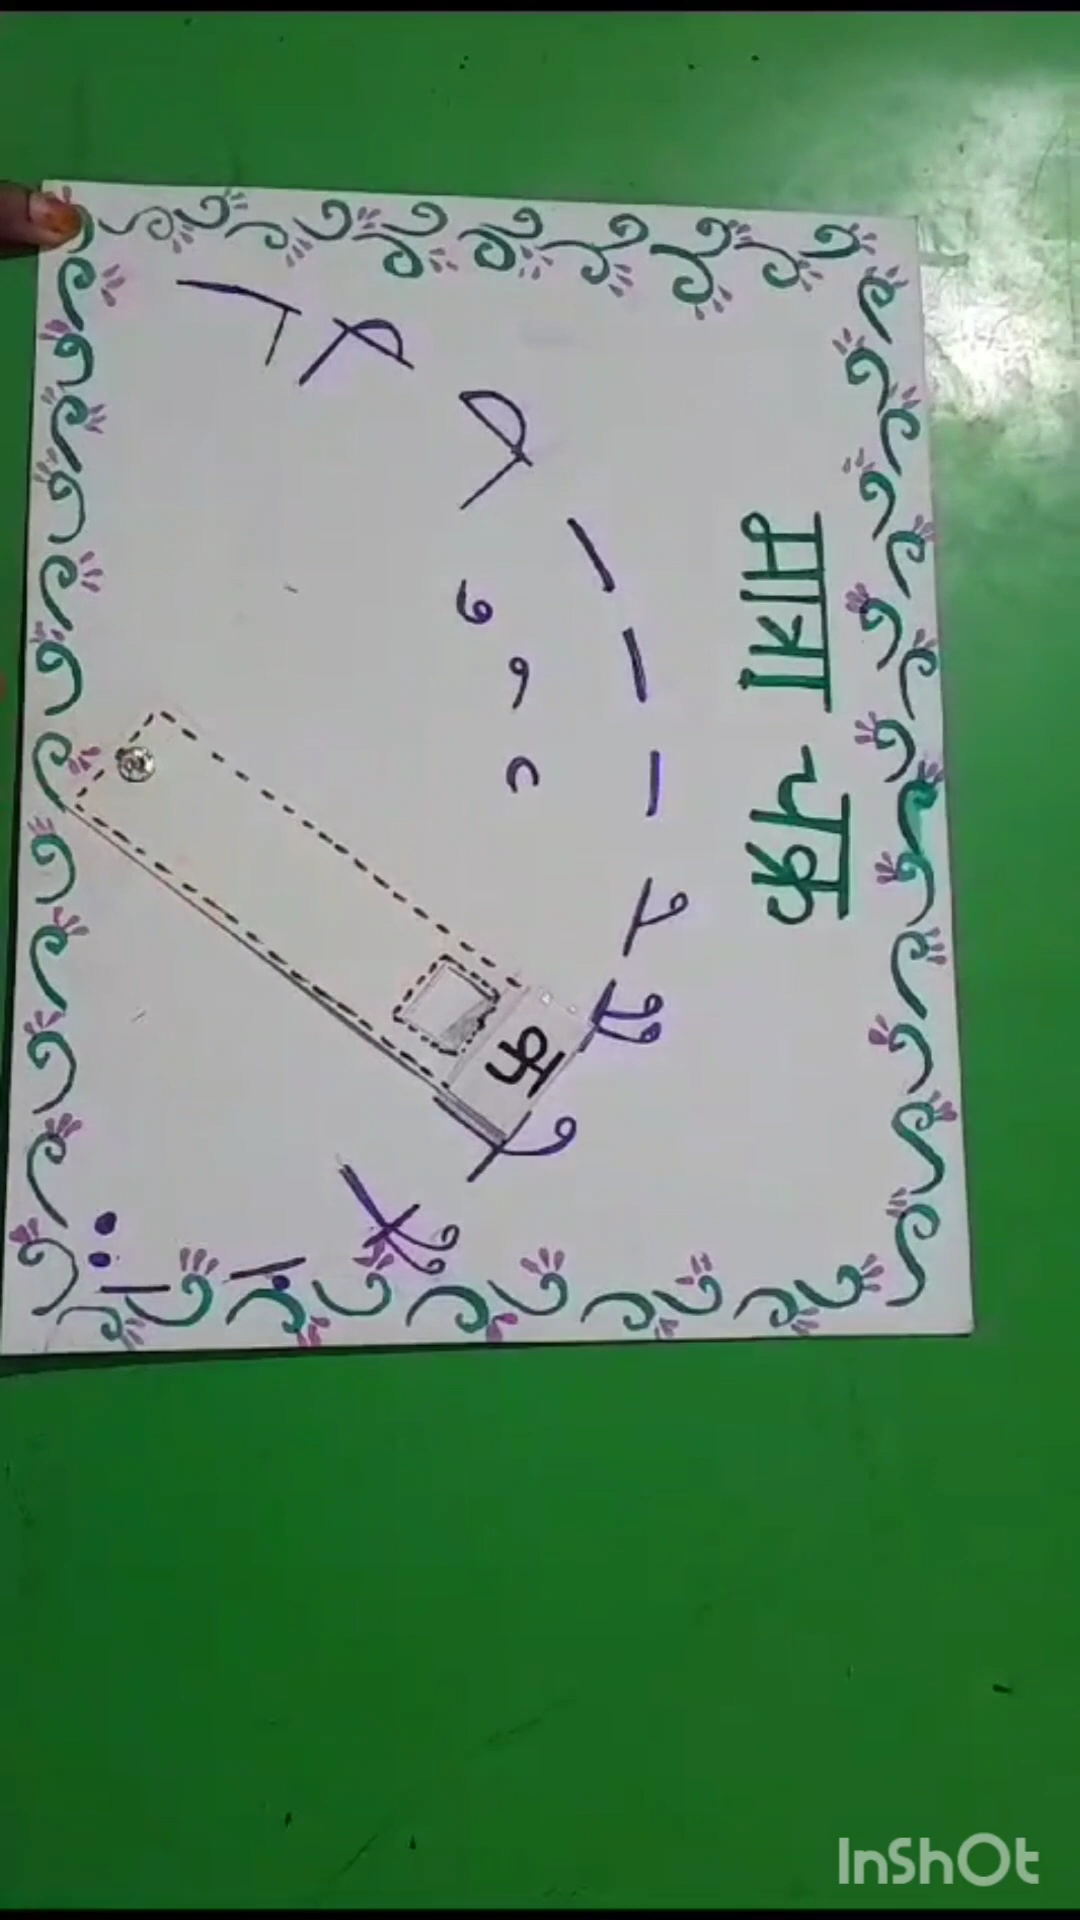 मात्रा चक्र
ा ि ी ु ू ृ े ै ो ौ ं ः
क
InShOt